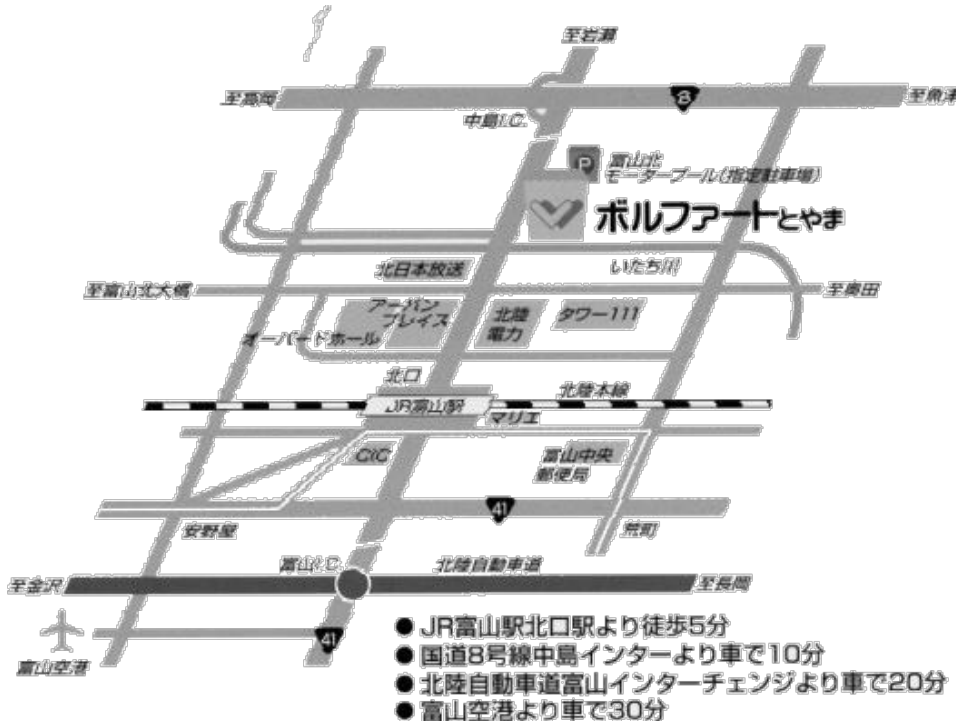 至岩瀬
至高岡
8
至魚津
中島I.C.
P
富山北
モータープール(指定駐車場)
ボルファートとやま
北日本放送
いたち川
至富山北大橋
至奥田
アーバン
プレイス
北陸
電力
タワー111
オーバードホール
北口
北陸本線
JR富山駅
マリエ
CiC
富山中央
郵便局
41
安野屋
荒町
富山I.C.
北陸自動車道
至金沢
至長岡
41
富山空港
●JR富山駅北口駅より徒歩5分
●国道8号線中島インターより車で10分
●北陸自動車道富山インターチェンジより車で20分
●富山空港より車で30分